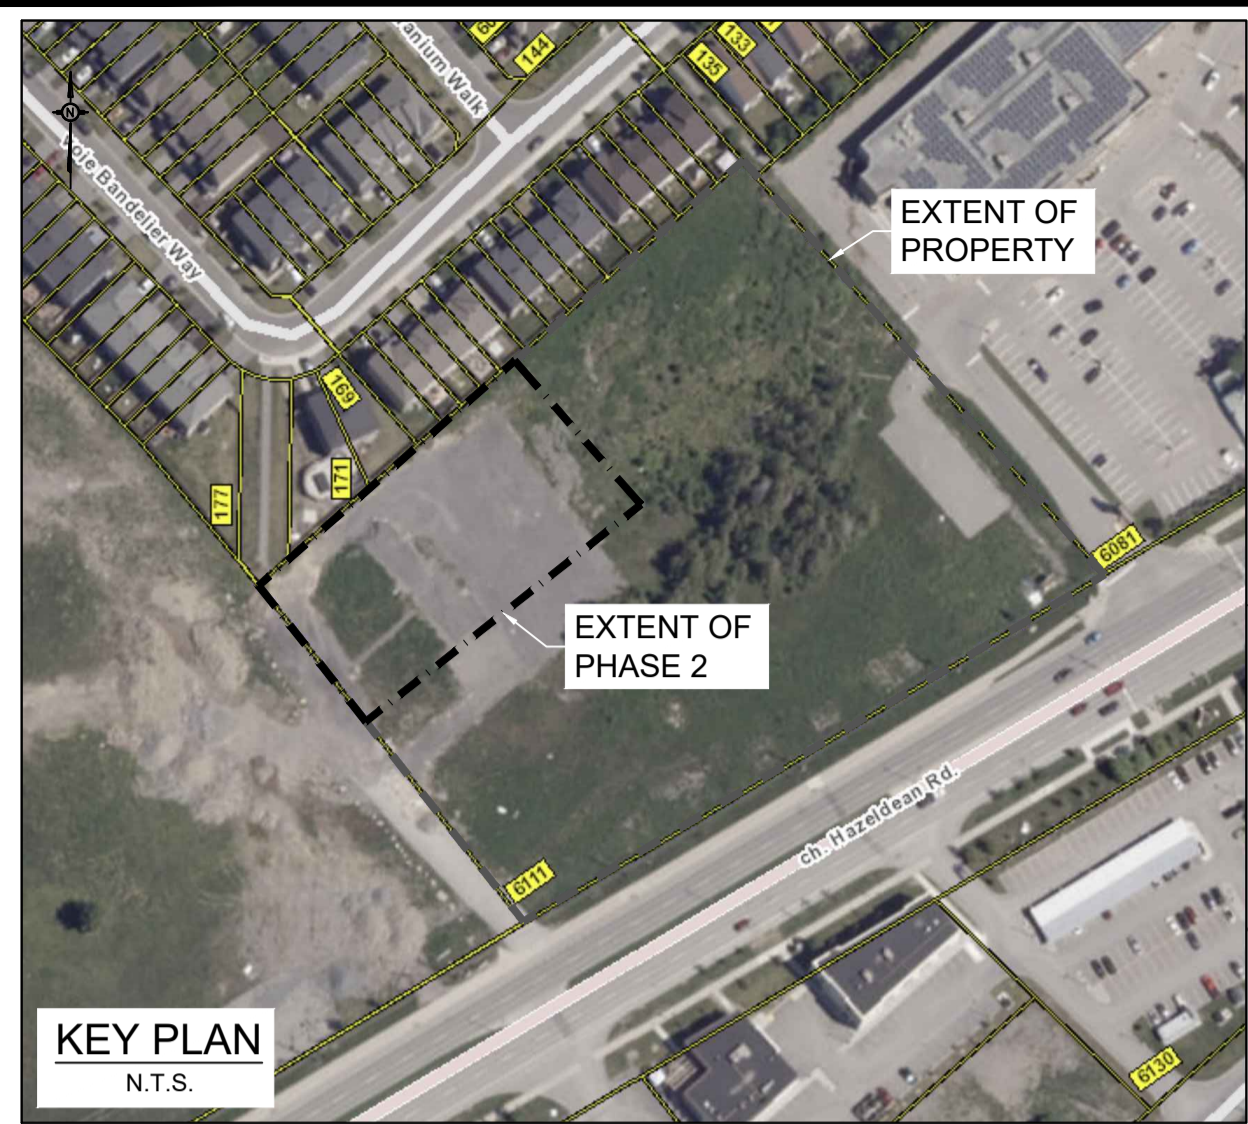 144
133
135
N
Voie Bandelier Way
EXTENT OF
PROPERTY
169
171
177
6081
EXTENT OF
PHASE 2
ch. Hazeldean Rd.
6111
KEY PLAN
N.T.S.
6130
Walk